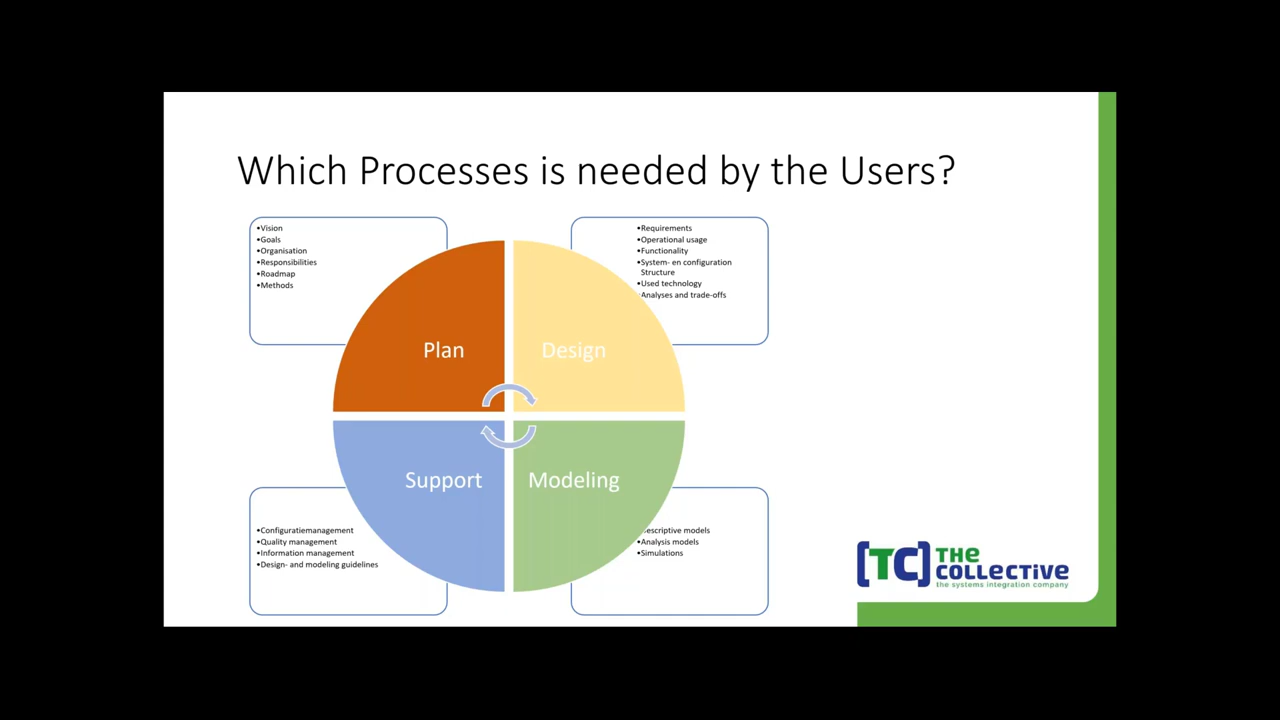 Which Processes is needed by the Users?
•Vision
•Goals
•Organisation
•Responsibilities
•Roadmap
•Methods
•Requirements
•Operational usage
•Functionality
•System- en configuration
Structure
•Used technology
Analyses and trade-offs
Plan
Design
Support
Modeling
•Configuratiemanagement
•Quality management
•Information management
•Design- and modeling guidelines
escriptive models
•Analysis models
•Simulations
[TC] THE
COLLECTIVE
the systems integration company